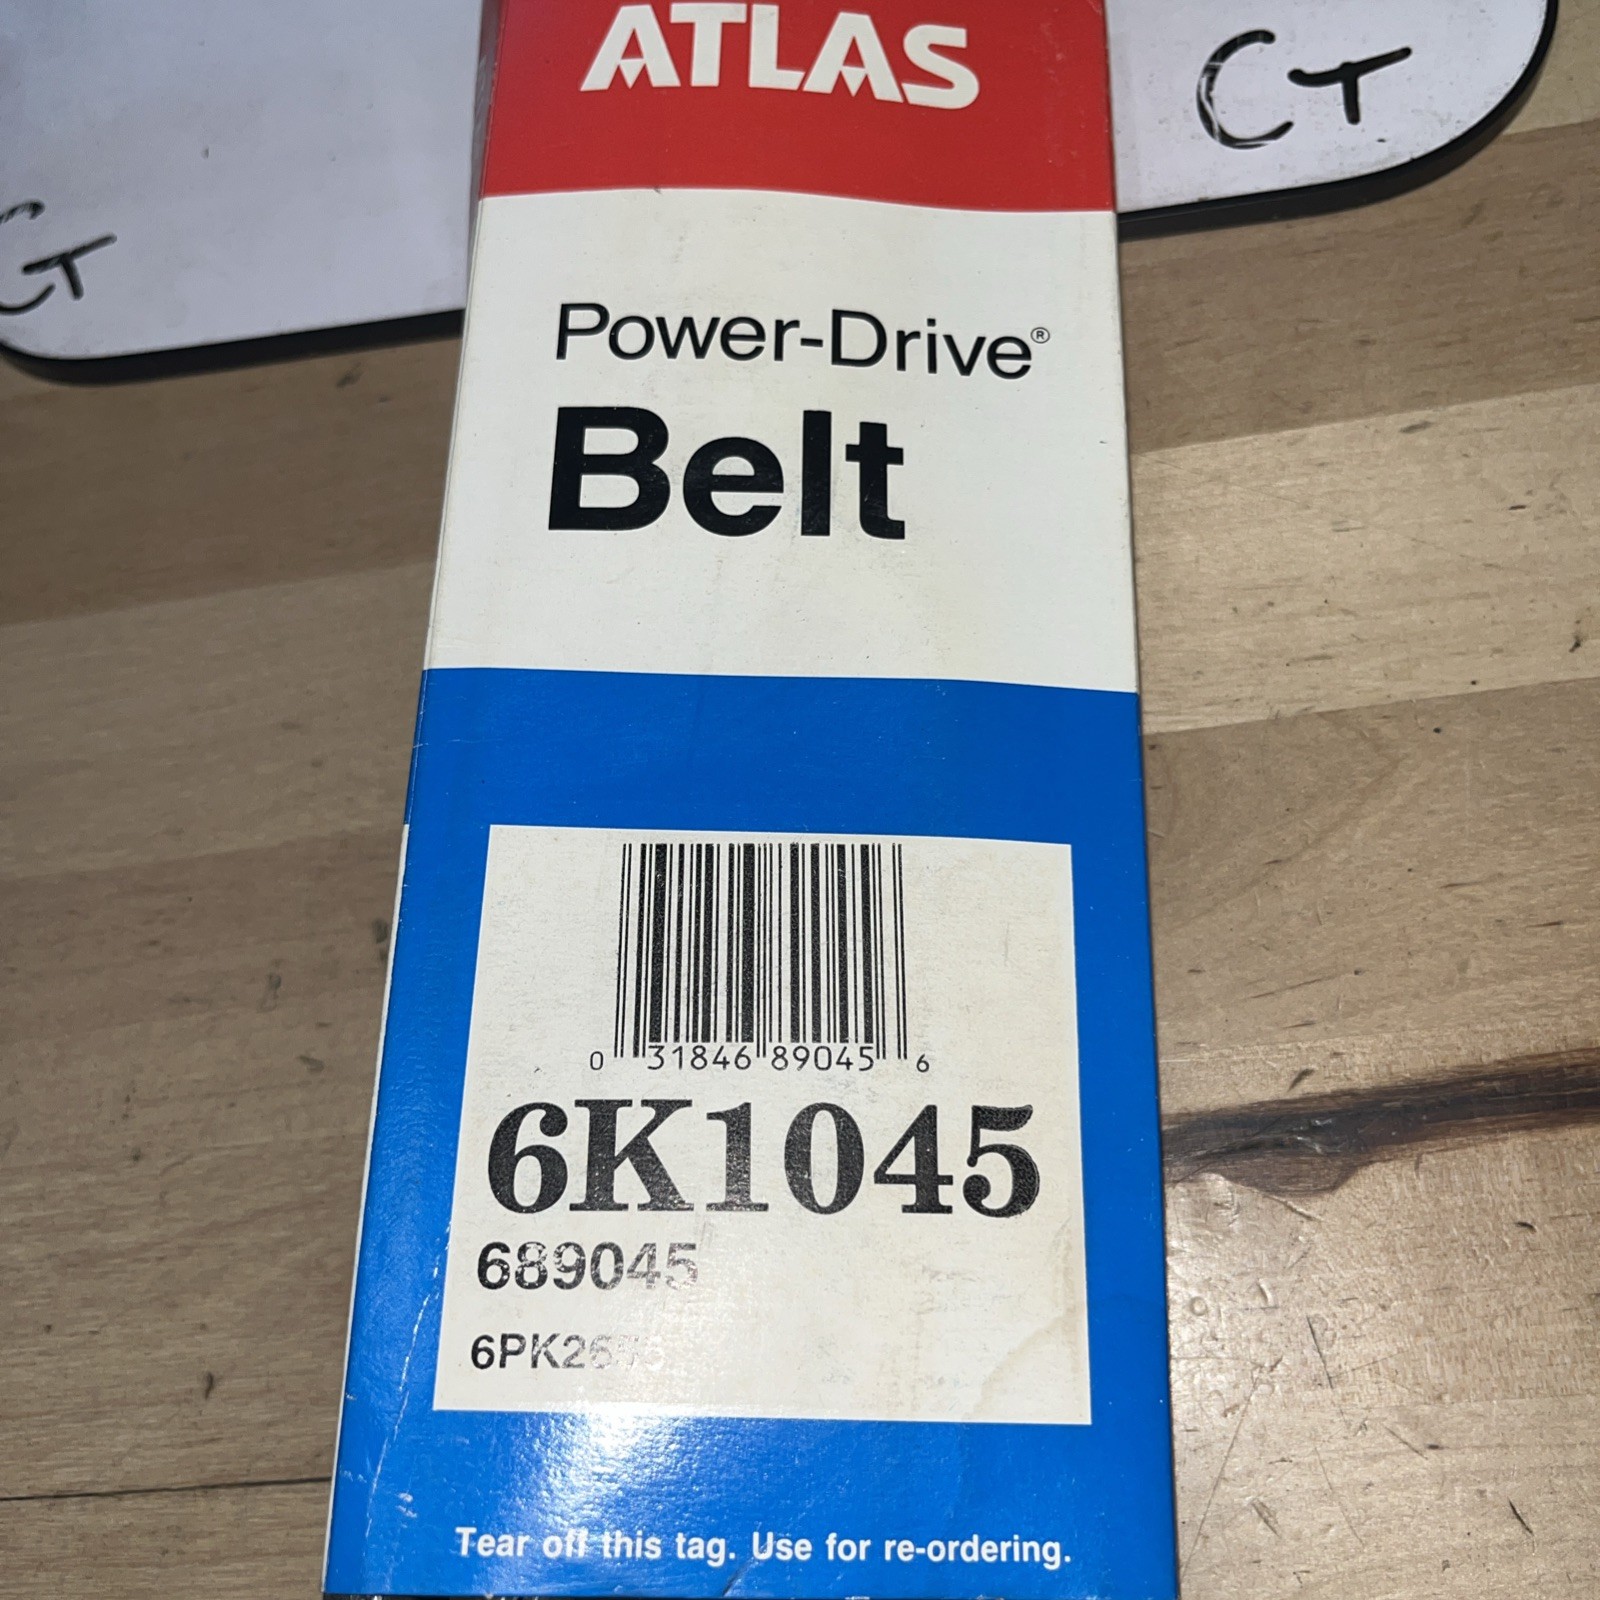 ATLAS
CT
CT
Power-Drive®
Belt
0 31846 89045 6
6K1045
689045
Tear off this tag. Use for re-ordering.